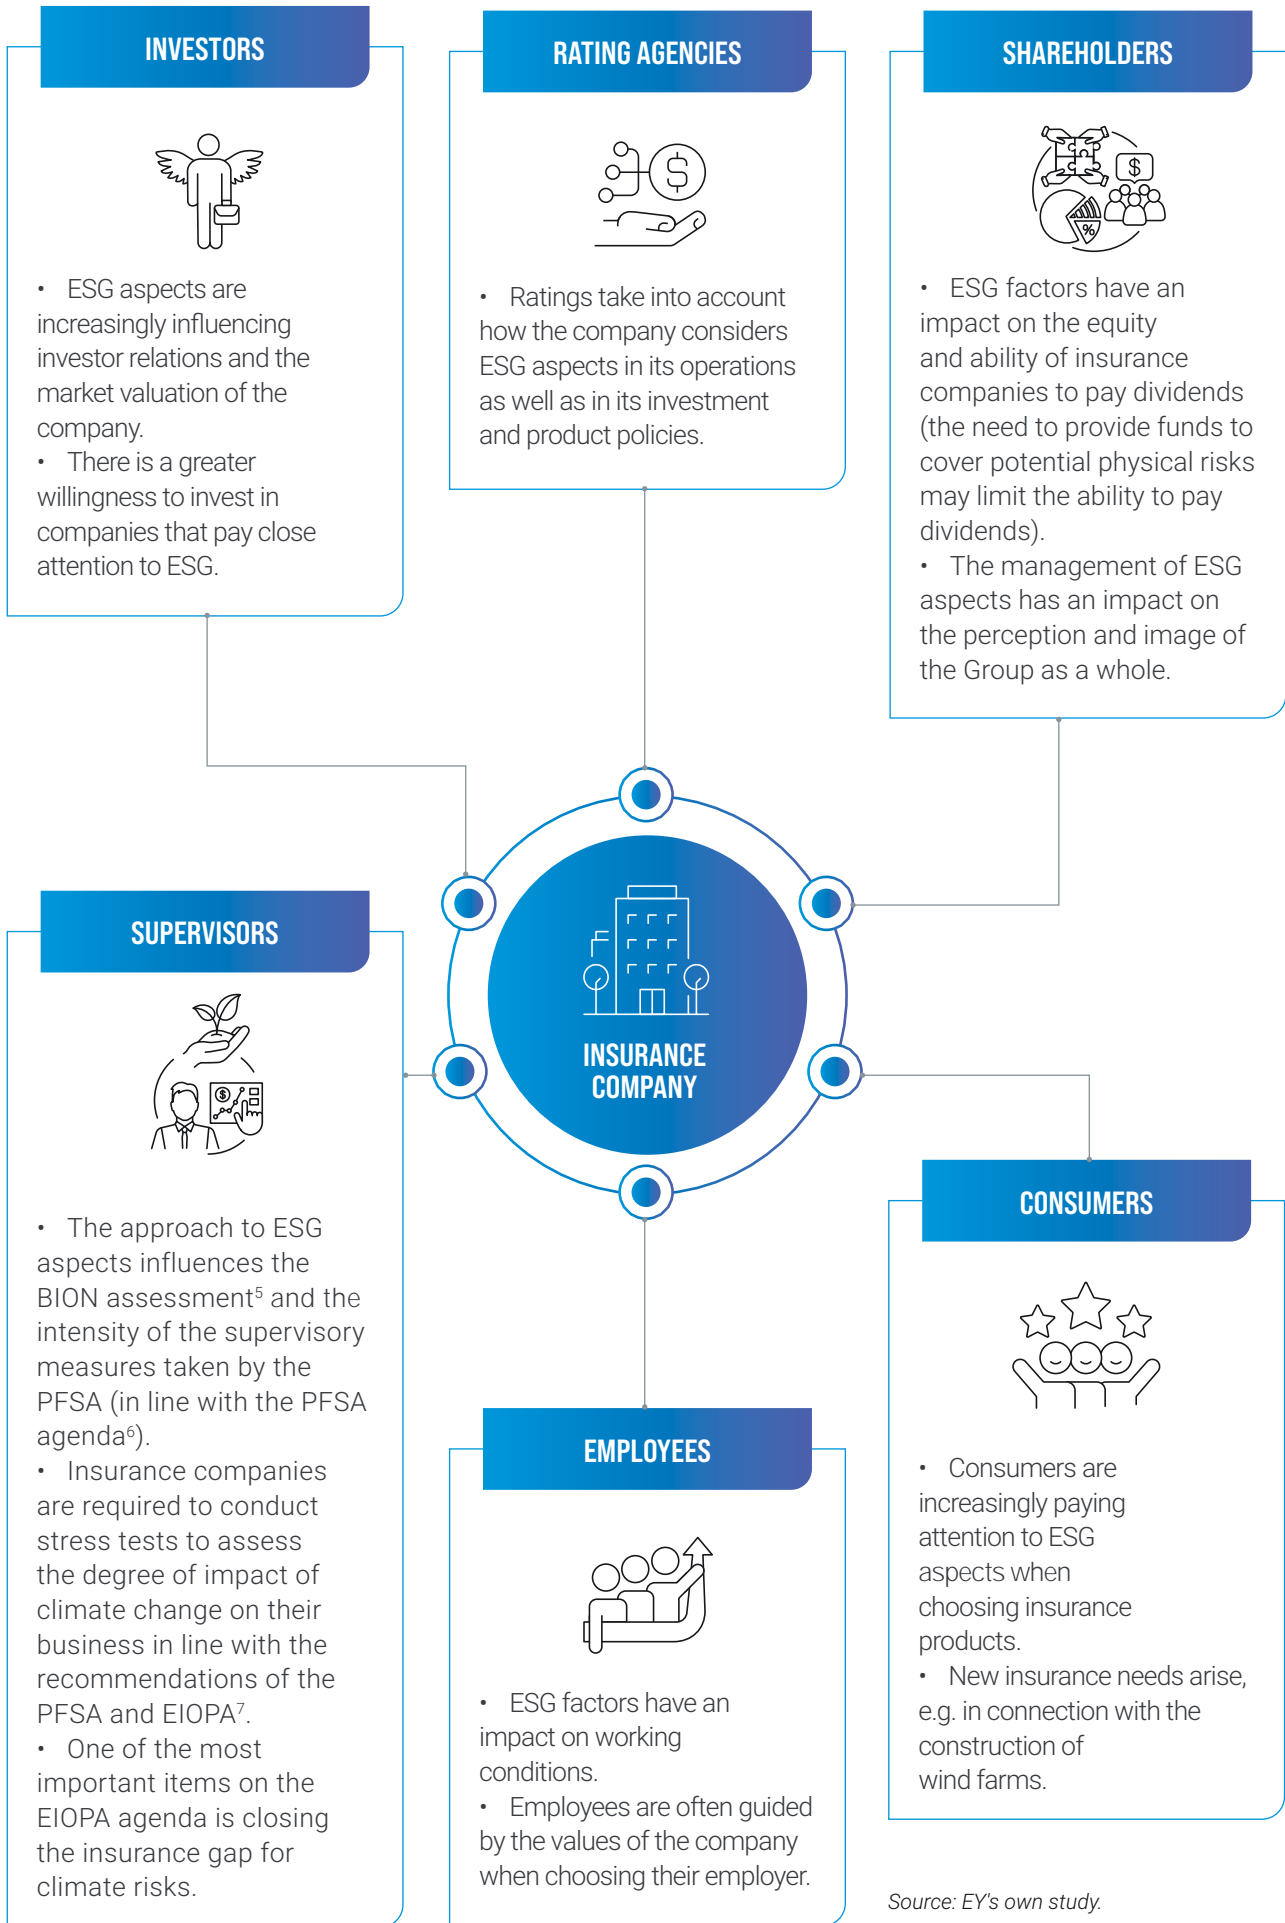 INVESTORS
• ESG aspects are
increasingly influencing
investor relations and the
market valuation of the
company.
• There is a greater
willingness to invest in
companies that pay close
attention to ESG.
RATING AGENCIES
$
• Ratings take into account
how the company considers
ESG aspects in its operations
as well as in its investment
and product policies.
SHAREHOLDERS
$
%
• ESG factors have an
impact on the equity
and ability of insurance
companies to pay dividends
(the need to provide funds to
cover potential physical risks
may limit the ability to pay
dividends).
• The management of ESG
aspects has an impact on
the perception and image of
the Group as a whole.
INSURANCE
COMPANY
SUPERVISORS
$
• The approach to ESG
aspects influences the
BION assessment⁵ and the
intensity of the supervisory
measures taken by the
PFSA (in line with the PFSA
agenda⁶).
• Insurance companies
are required to conduct
stress tests to assess
the degree of impact of
climate change on their
business in line with the
recommendations of the
PFSA and EIOPA⁷.
• One of the most
important items on the
EIOPA agenda is closing
the insurance gap for
climate risks.
EMPLOYEES
• ESG factors have an
impact on working
conditions.
• Employees are often guided
by the values of the company
when choosing their employer.
CONSUMERS
• Consumers are
increasingly paying
attention to ESG
aspects when
choosing insurance
products.
• New insurance needs arise,
e.g. in connection with the
construction of
wind farms.
Source: EY's own study.